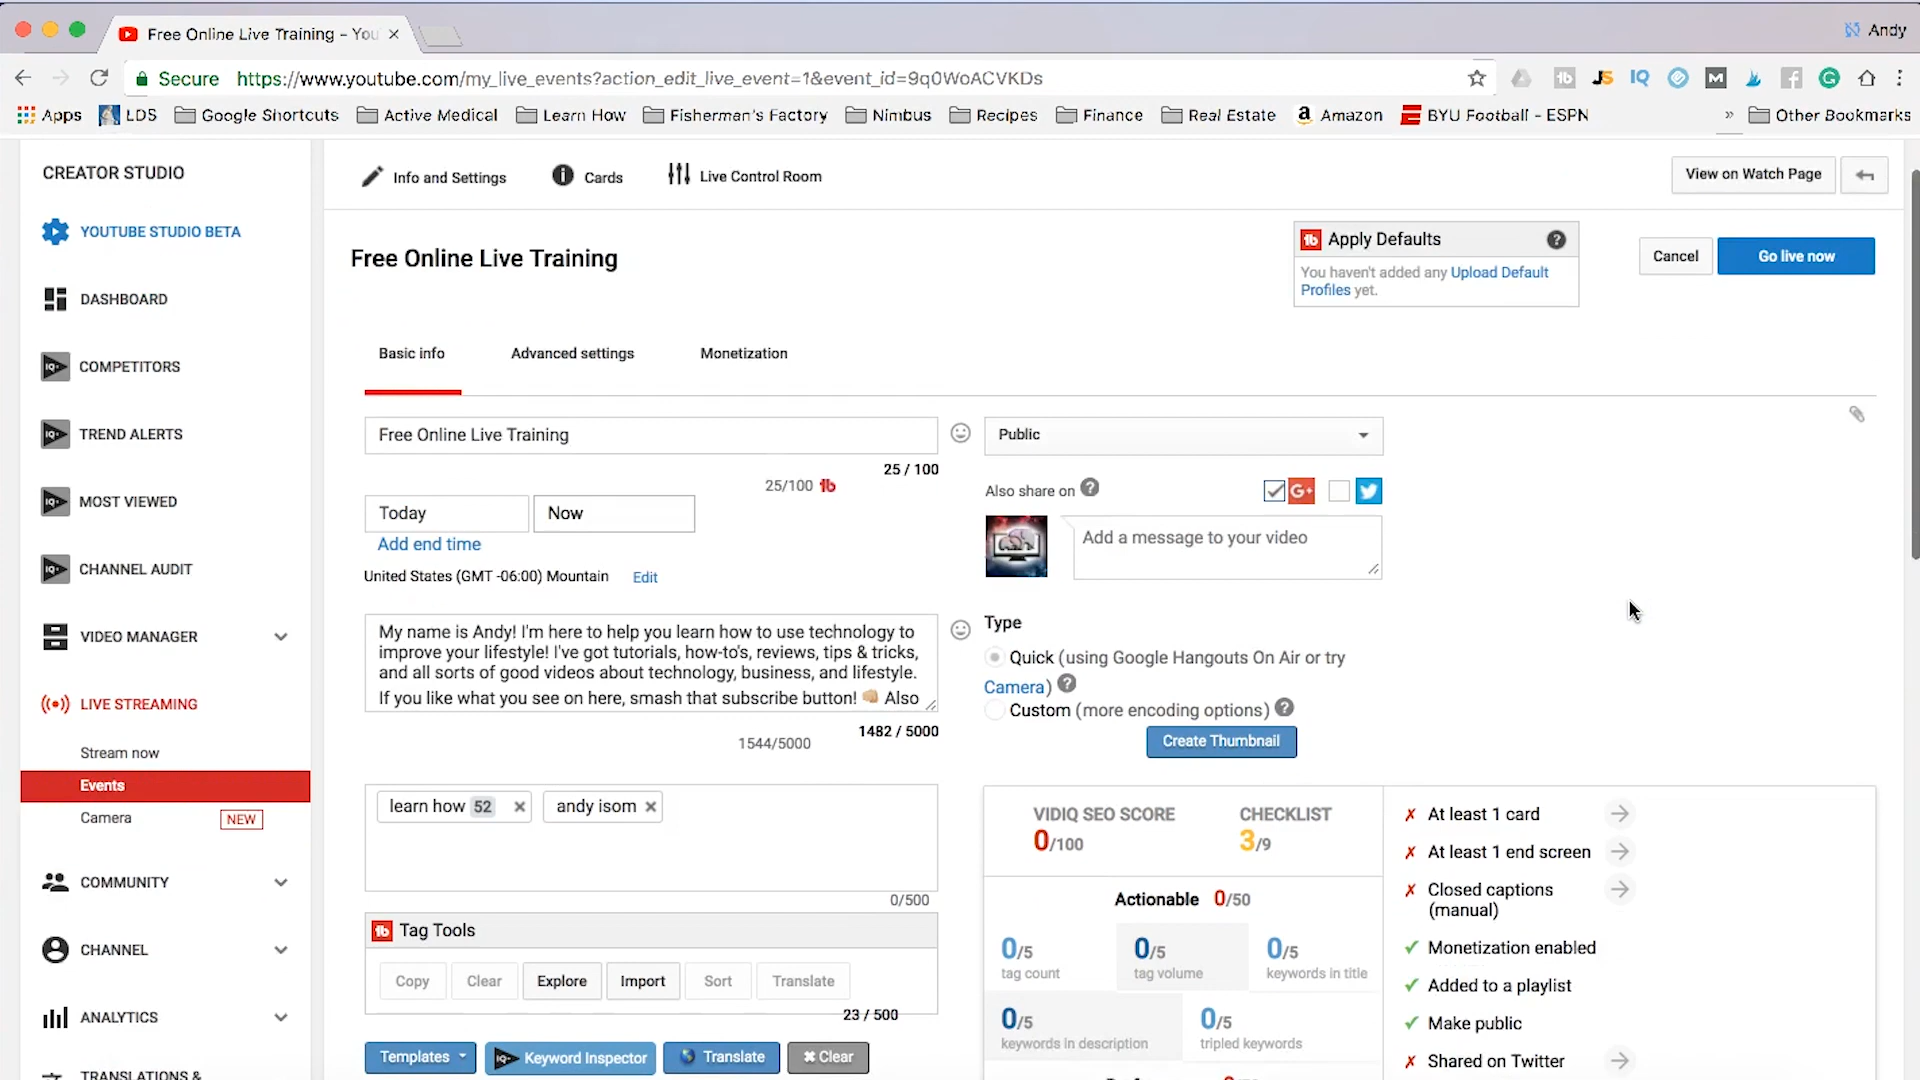 Free Online Live Training - You
Andy
Secure https://www.youtube.com/my_live_events?action_edit_live_event=1&event_id=9q0WoACVKDs
Apps LDS Google Shortcuts Active Medical Learn How Fisherman's Factory Nimbus Recipes Finance Real Estate Amazon BYU Football - ESPN » Other Bookmarks
CREATOR STUDIO
YOUTUBE STUDIO BETA
DASHBOARD
COMPETITORS
TREND ALERTS
MOST VIEWED
CHANNEL AUDIT
VIDEO MANAGER
LIVE STREAMING
Stream now
Events
Camera NEW
COMMUNITY
CHANNEL
ANALYTICS
TRANSLATIONS &
Info and Settings Cards Live Control Room
View on Watch Page
Free Online Live Training
Apply Defaults
You haven't added any Upload Default
Profiles yet.
Cancel Go live now
Basic info Advanced settings Monetization
Free Online Live Training
25 / 100
25/100
Today Now
Add end time
United States (GMT -06:00) Mountain Edit
My name is Andy! I'm here to help you learn how to use technology to
improve your lifestyle! I've got tutorials, how-to's, reviews, tips & tricks,
and all sorts of good videos about technology, business, and lifestyle.
If you like what you see on here, smash that subscribe button! 👊🏼 Also
1482 / 5000
1544/5000
learn how 52 andy isom
0/500
Tag Tools
Copy Clear Explore Import Sort Translate
23 / 500
Templates Keyword Inspector Translate Clear
Public
Also share on
Add a message to your video
Type
Quick (using Google Hangouts On Air or try
Camera)
Custom (more encoding options)
Create Thumbnail
VIDIQ SEO SCORE
0/100
CHECKLIST
3/9
Actionable 0/50
0/5
tag count
0/5
tag volume
0/5
keywords in title
0/5
keywords in description
0/5
tripled keywords
At least 1 card
At least 1 end screen
Closed captions
(manual)
Monetization enabled
Added to a playlist
Make public
Shared on Twitter